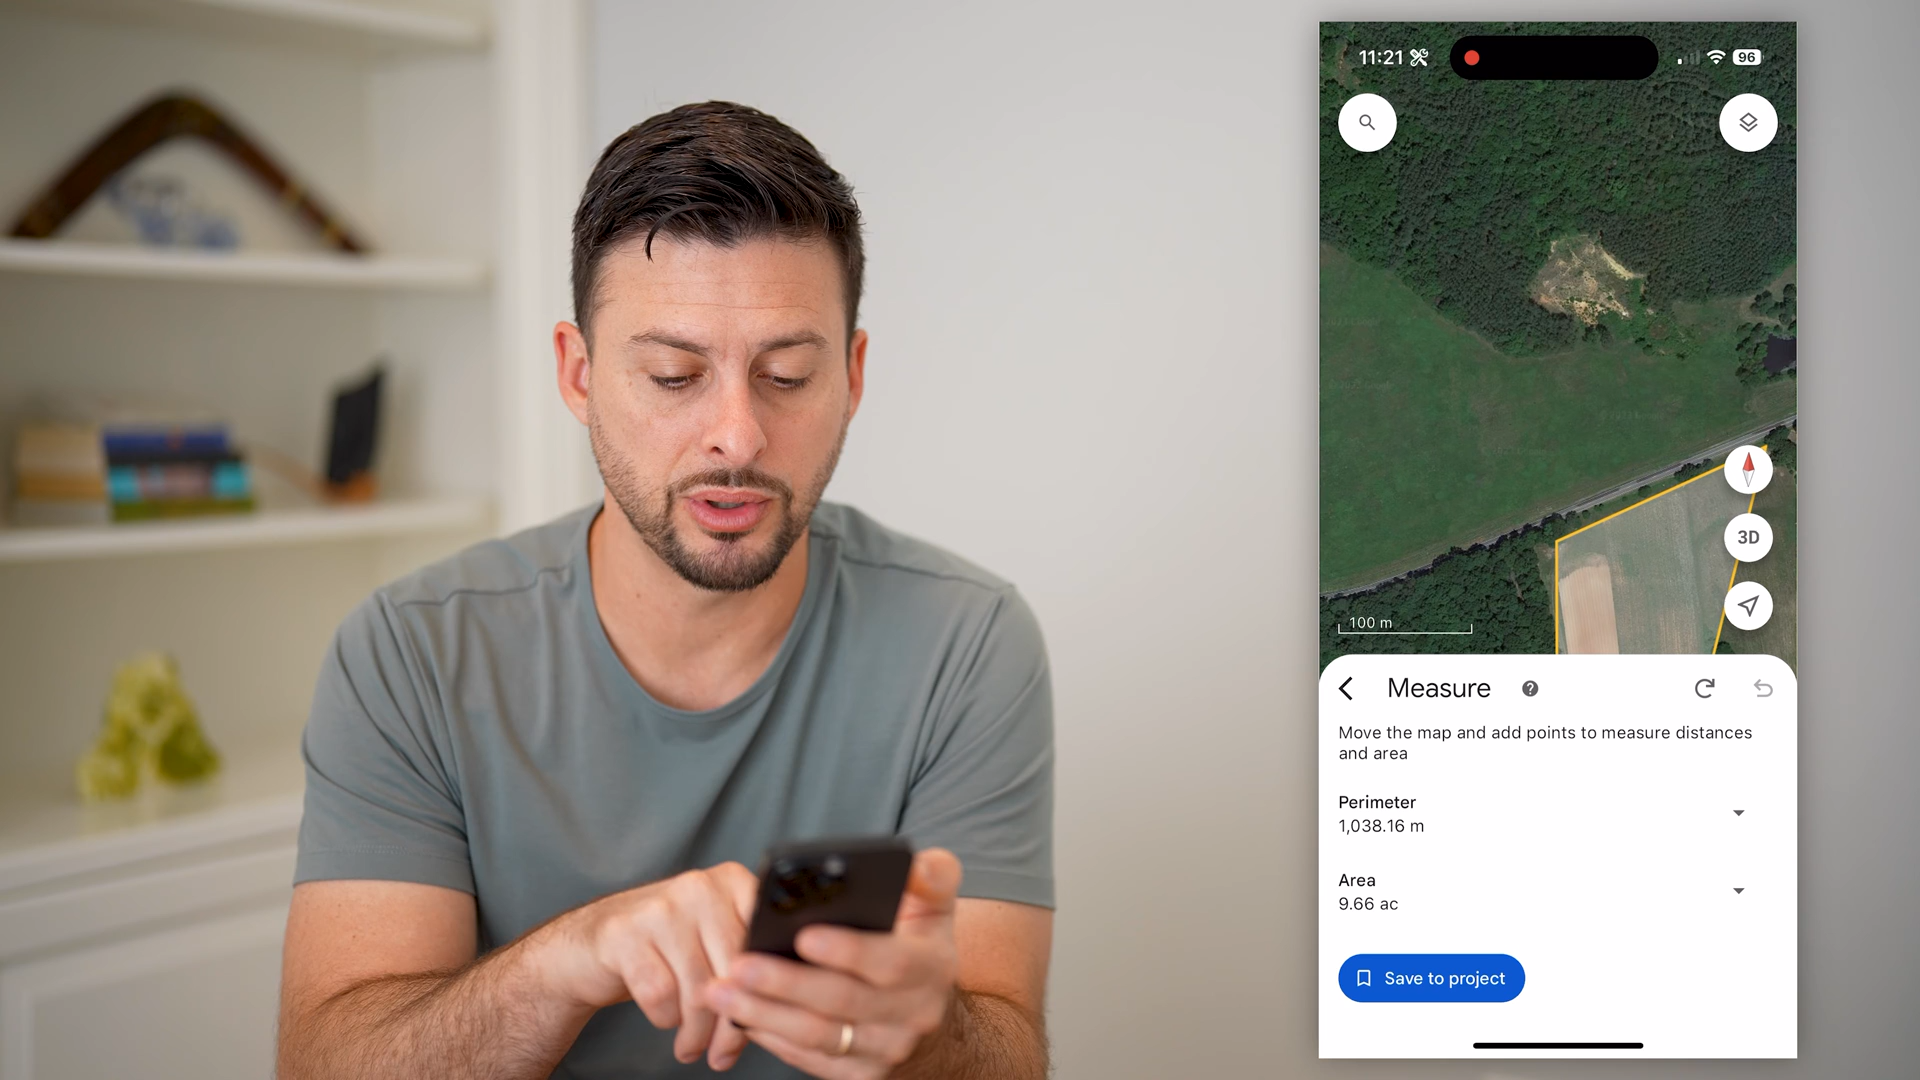 11:21
96
3D
100 m
Measure
Move the map and add points to measure distances
and area
Perimeter
1,038.16 m
Area
9.66 ac
Save to project